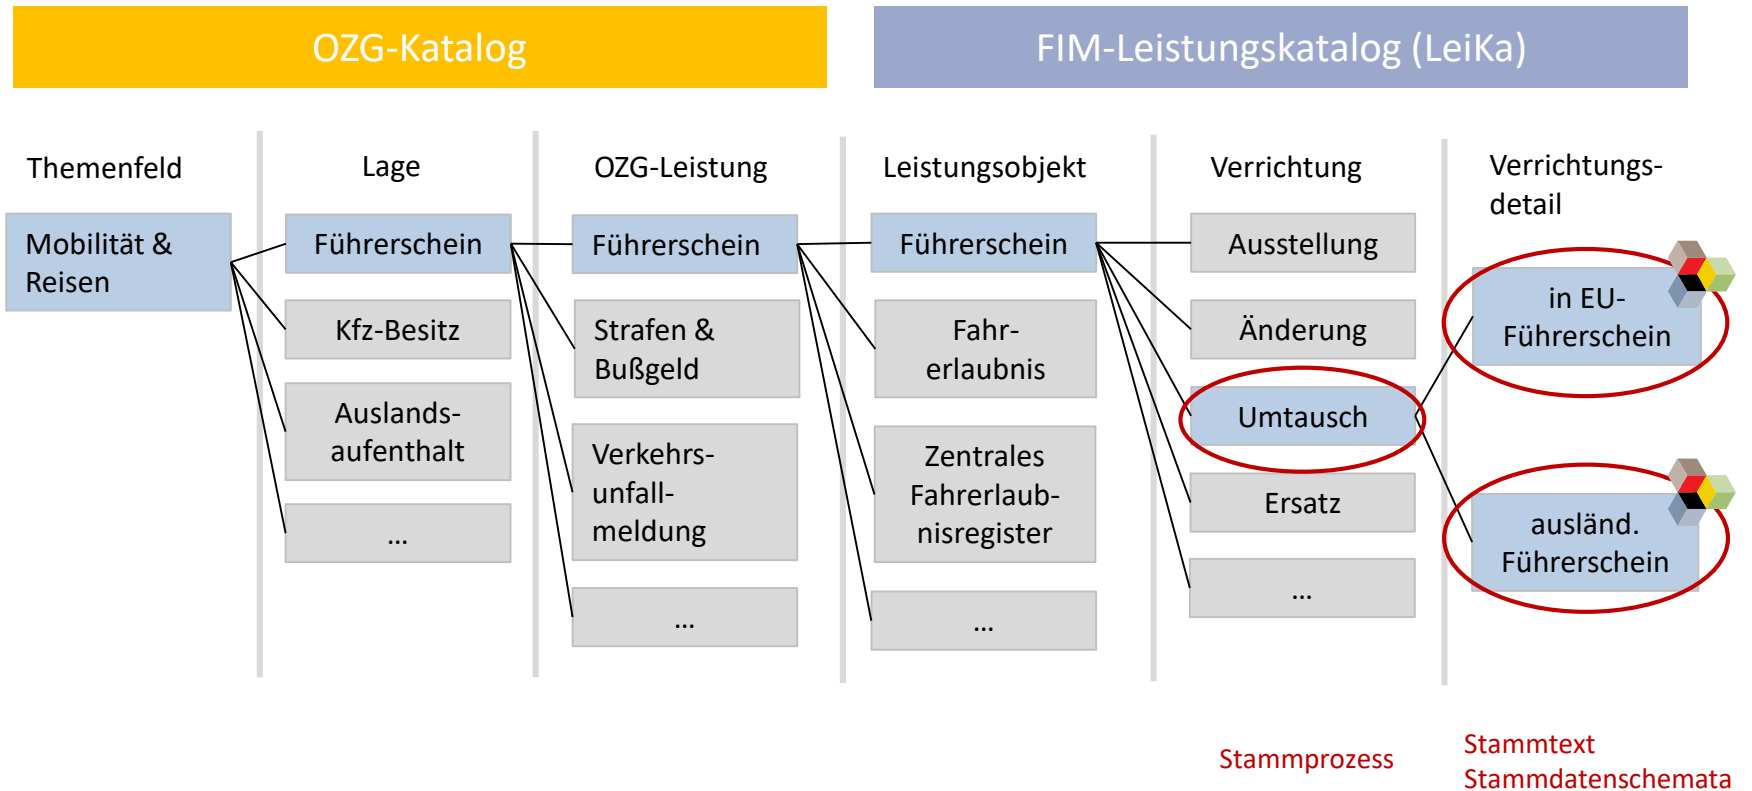 OZG-Katalog
FIM-Leistungskatalog (LeiKa)
Themenfeld
Mobilität &
Reisen
Lage
Führerschein
Kfz-Besitz
Auslands-
aufenthalt
...
OZG-Leistung
Führerschein
Strafen &
Bußgeld
Verkehrs-
unfall-
meldung
...
Leistungsobjekt
Führerschein
Fahr-
erlaubnis
Zentrales
Fahrerlaub-
nisregister
...
Verrichtung
Ausstellung
Änderung
Umtausch
Ersatz
...
Verrichtungs-
detail
in EU-
Führerschein
ausländ.
Führerschein
Stammprozess
Stammtext
Stammdatenschemata